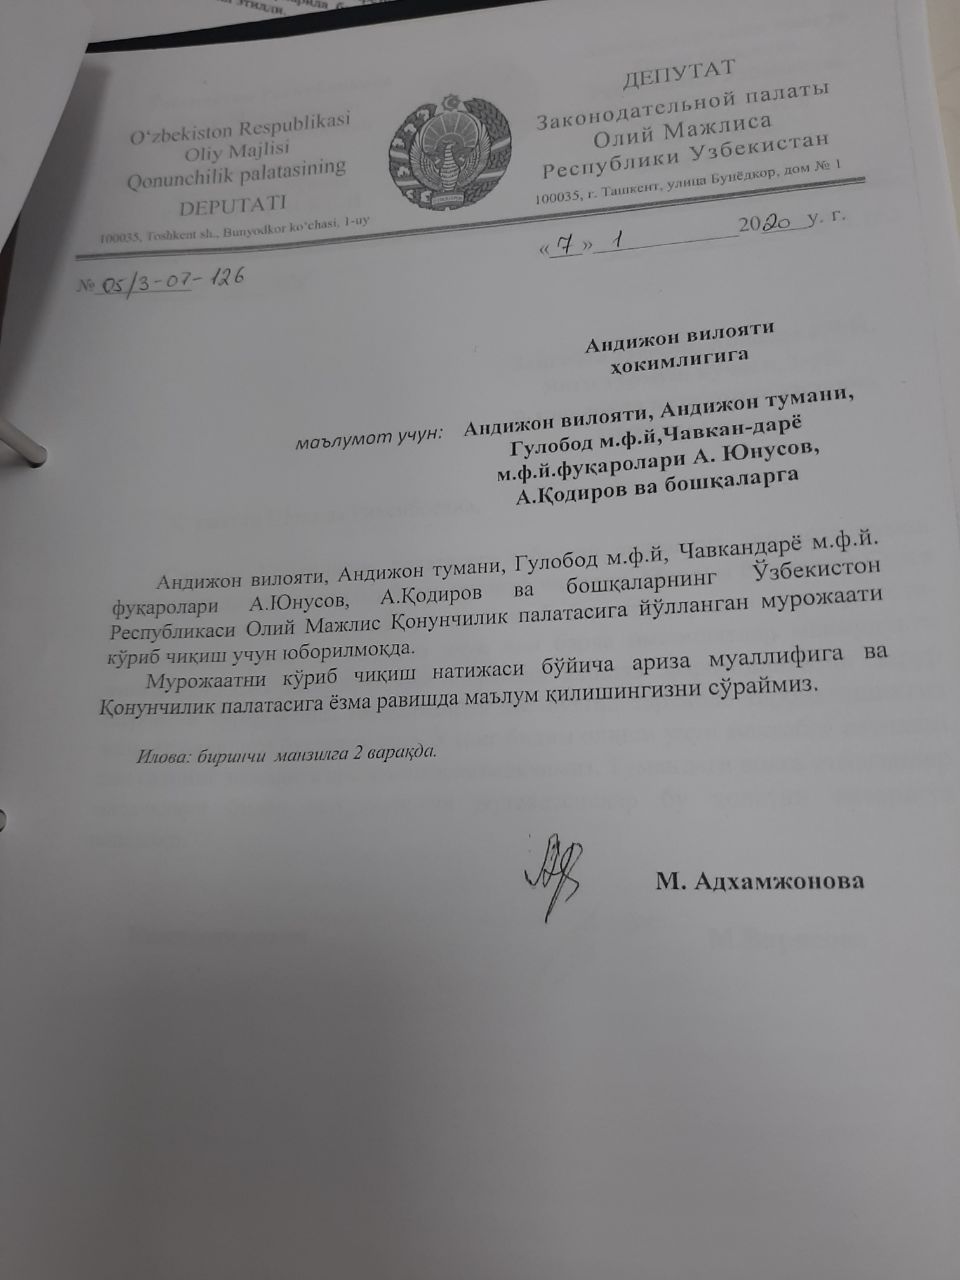 этилди.
O‘zbekiston Respublikasi
Oliy Majlisi
Qonunchilik palatasining
DEPUTATI
100035, Toshkent sh., Bunyodkor ko‘chasi, 1-uy
ДЕПУТАТ
Законодательной палаты
Олий Мажлиса
Республики Узбекистан
100035, г. Ташкент, улица Бунёдкор, дом № 1
№ 05/3-07-126
«7» 1 2020 y. г.
Андижон вилояти
ҳокимлигига
маълумот учун: Андижон вилояти, Андижон тумани,
Гулобод м.ф.й,Чавкан-дарё
м.ф.й.фуқаролари А. Юнусов,
А.Қодиров ва бошқаларга
Андижон вилояти, Андижон тумани, Гулобод м.ф.й, Чавкандарё м.ф.й.
фуқаролари А.Юнусов, А.Қодиров ва бошқаларнинг Ўзбекистон
Республикаси Олий Мажлис Қонунчилик палатасига йўлланган мурожаати
кўриб чиқиш учун юборилмоқда.
Мурожаатни кўриб чиқиш натижаси бўйича ариза муаллифига ва
Қонунчилик палатасига ёзма равишда маълум қилишингизни сўраймиз.
Илова: биринчи манзилга 2 варақда.
М. Адхамжонова